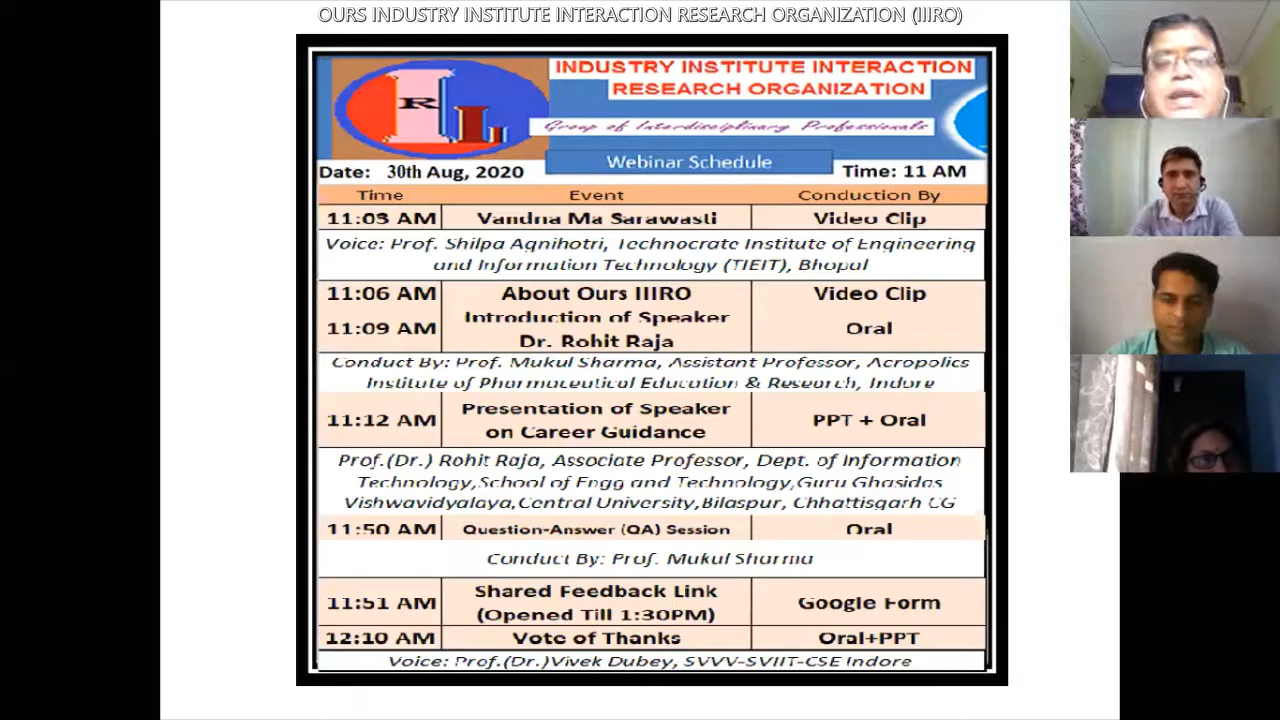 OURS INDUSTRY INSTITUTE INTERACTION RESEARCH ORGANIZATION (IIIRO)
INDUSTRY INSTITUTE INTERACTION
RESEARCH ORGANIZATION
Group of Interdisciplinary Professionals
Webinar Schedule
Date: 30th Aug, 2020
Time: 11 AM
Time Event Conduction By
11:03 AM Vandna Ma Sarawasti Video Clip
Voice: Prof. Shilpa Agnihotri, Technocrate Institute of Engineering
and Information Technology (TIEIT), Bhopal
11:06 AM About Ours IIIRO Video Clip
11:09 AM Introduction of Speaker
Dr. Rohit Raja Oral
Conduct By: Prof. Mukul Sharma, Assistant Professor, Acropolics
Institute of Pharmaceutical Education & Research, Indore
11:12 AM Presentation of Speaker
on Career Guidance PPT + Oral
Prof.(Dr.) Rohit Raja, Associate Professor, Dept. of Information
Technology,School of Engg and Technology,Guru Ghasidas
Vishwavidyalaya,Central University,Bilaspur, Chhattisgarh CG
11:50 AM Question-Answer (QA) Session Oral
Conduct By: Prof. Mukul Sharma
11:51 AM Shared Feedback Link
(Opened Till 1:30PM) Google Form
12:10 AM Vote of Thanks Oral+PPT
Voice: Prof.(Dr.)Vivek Dubey, SVVV-SVIIT-CSE Indore